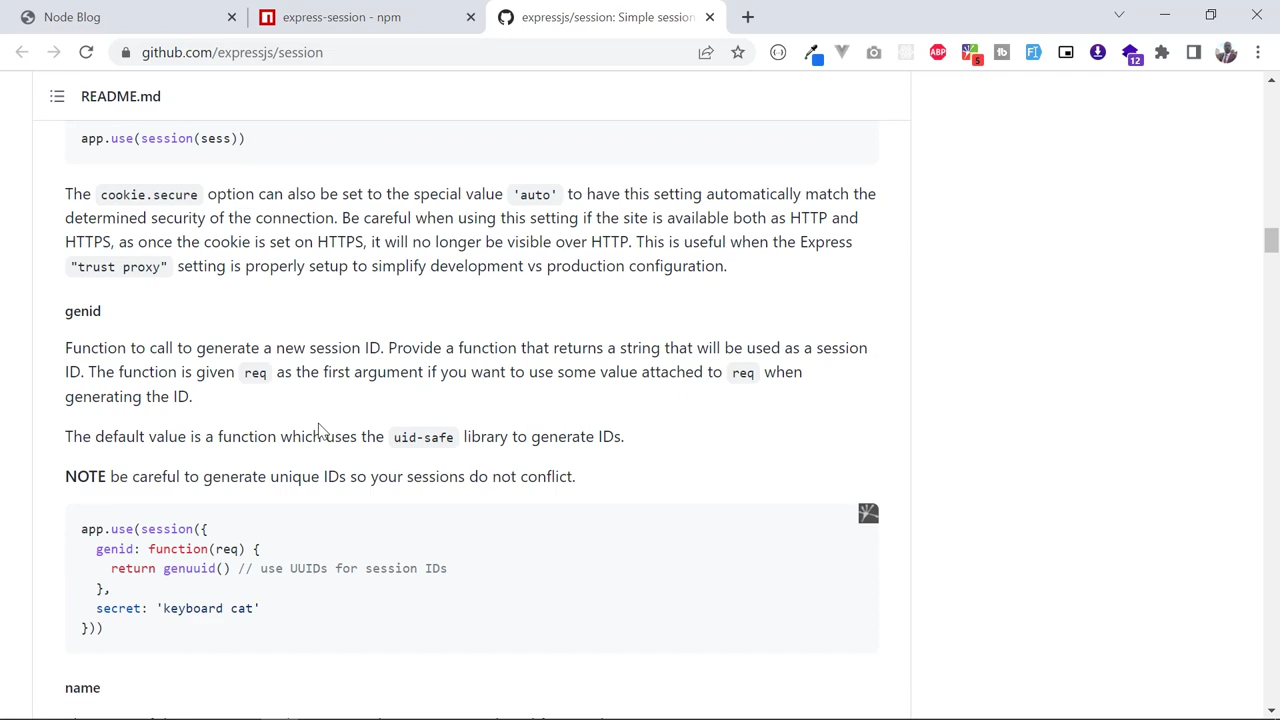 Node Blog
express-session - npm
expressjs/session: Simple session
github.com/expressjs/session
5
12
README.md
app.use(session(sess))
The cookie.secure option can also be set to the special value 'auto' to have this setting automatically match the
determined security of the connection. Be careful when using this setting if the site is available both as HTTP and
HTTPS, as once the cookie is set on HTTPS, it will no longer be visible over HTTP. This is useful when the Express
"trust proxy" setting is properly setup to simplify development vs production configuration.
genid
Function to call to generate a new session ID. Provide a function that returns a string that will be used as a session
ID. The function is given req as the first argument if you want to use some value attached to req when
generating the ID.
The default value is a function which uses the uid-safe library to generate IDs.
NOTE be careful to generate unique IDs so your sessions do not conflict.
app.use(session({
genid: function(req) {
return genuuid() // use UUIDs for session IDs
},
secret: 'keyboard cat'
}))
name